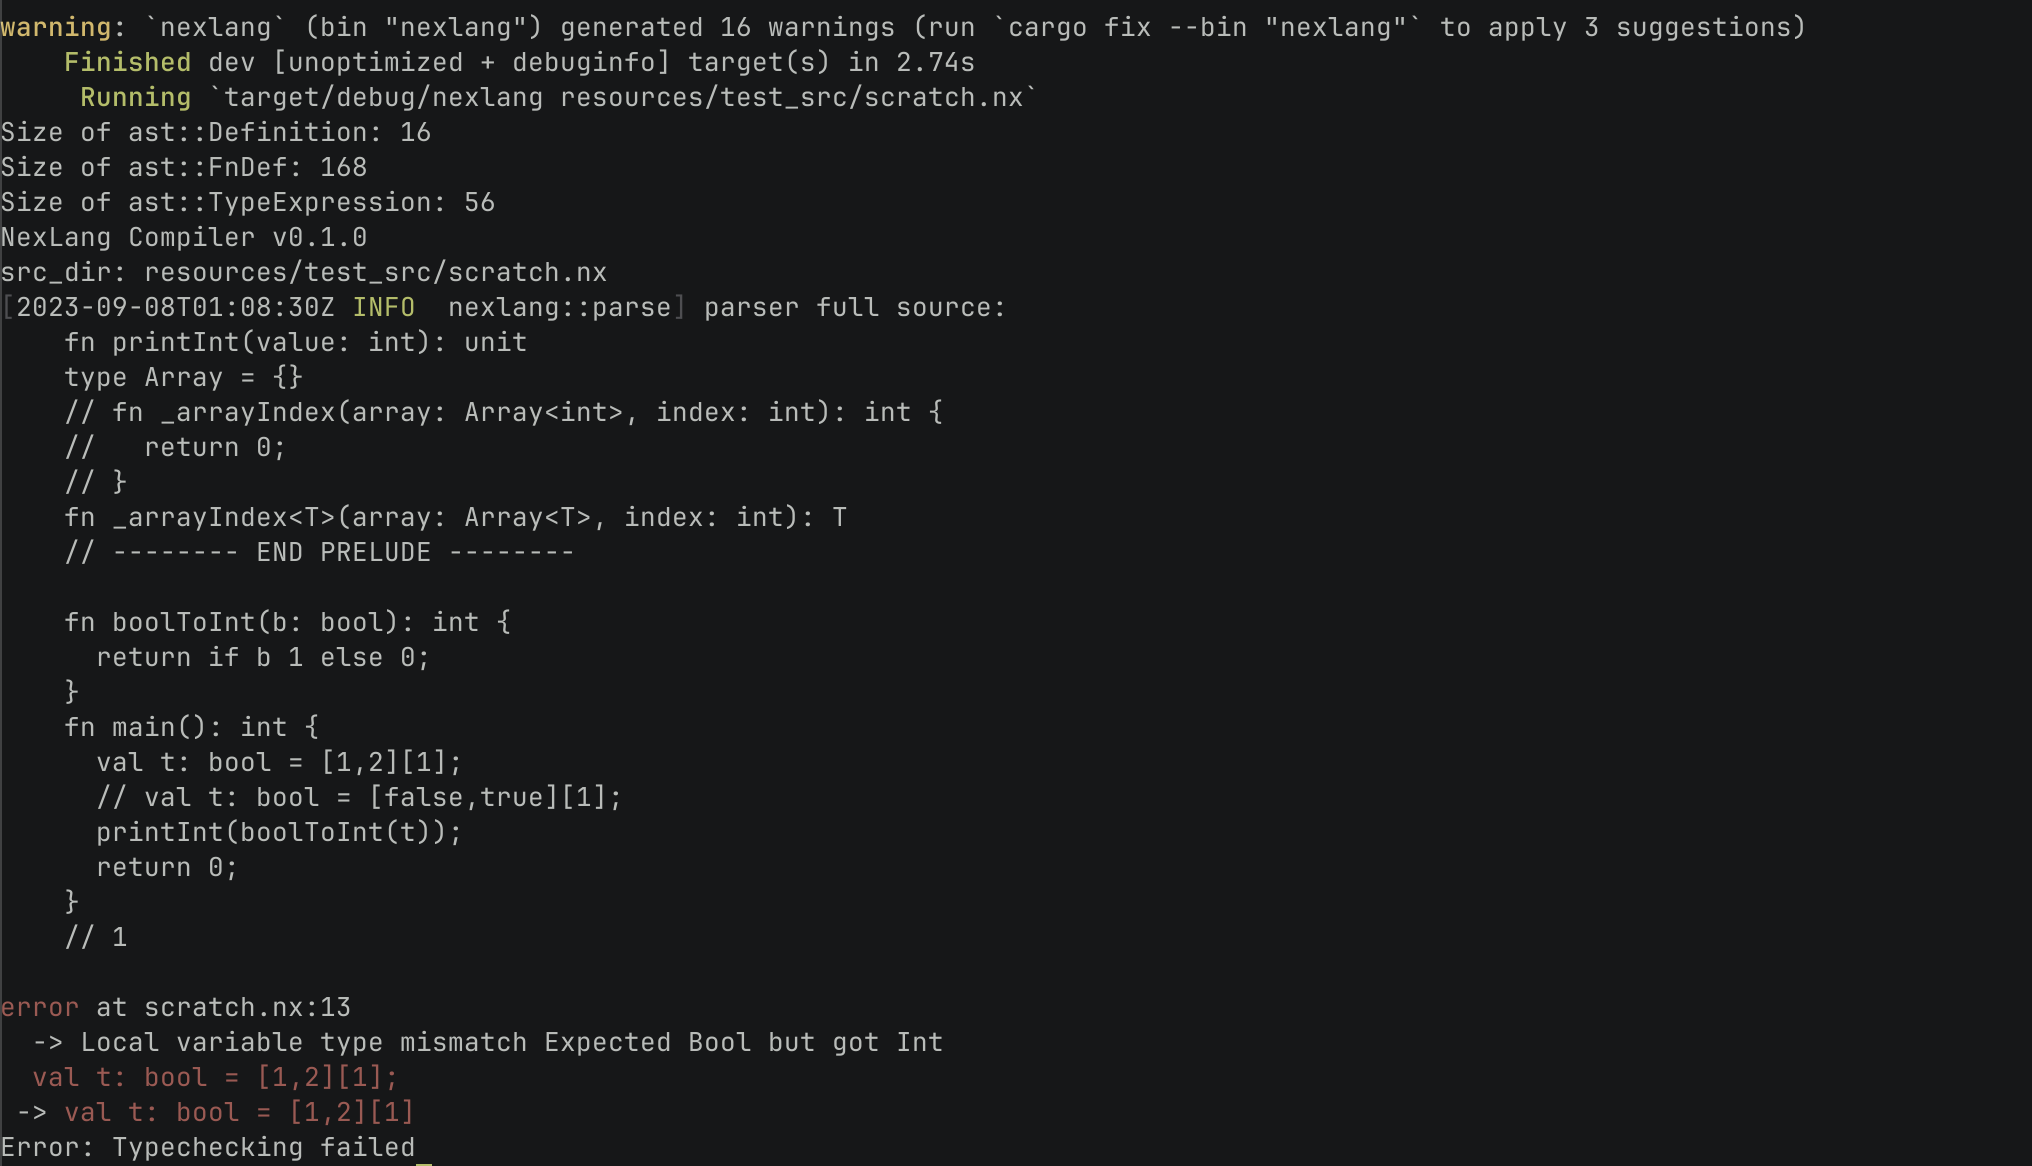 warning: `nexlang` (bin "nexlang") generated 16 warnings (run `cargo fix --bin "nexlang"` to apply 3 suggestions)
    Finished dev [unoptimized + debuginfo] target(s) in 2.74s
     Running `target/debug/nexlang resources/test_src/scratch.nx`
Size of ast::Definition: 16
Size of ast::FnDef: 168
Size of ast::TypeExpression: 56
NexLang Compiler v0.1.0
src_dir: resources/test_src/scratch.nx
[2023-09-08T01:08:30Z INFO  nexlang::parse] parser full source:
    fn printInt(value: int): unit
    type Array = {}
    // fn _arrayIndex(array: Array<int>, index: int): int {
    //   return 0;
    // }
    fn _arrayIndex<T>(array: Array<T>, index: int): T
    // -------- END PRELUDE --------

    fn boolToInt(b: bool): int {
      return if b 1 else 0;
    }
    fn main(): int {
      val t: bool = [1,2][1];
      // val t: bool = [false,true][1];
      printInt(boolToInt(t));
      return 0;
    }
    // 1

error at scratch.nx:13
  -> Local variable type mismatch Expected Bool but got Int
  val t: bool = [1,2][1];
 -> val t: bool = [1,2][1]
Error: Typechecking failed